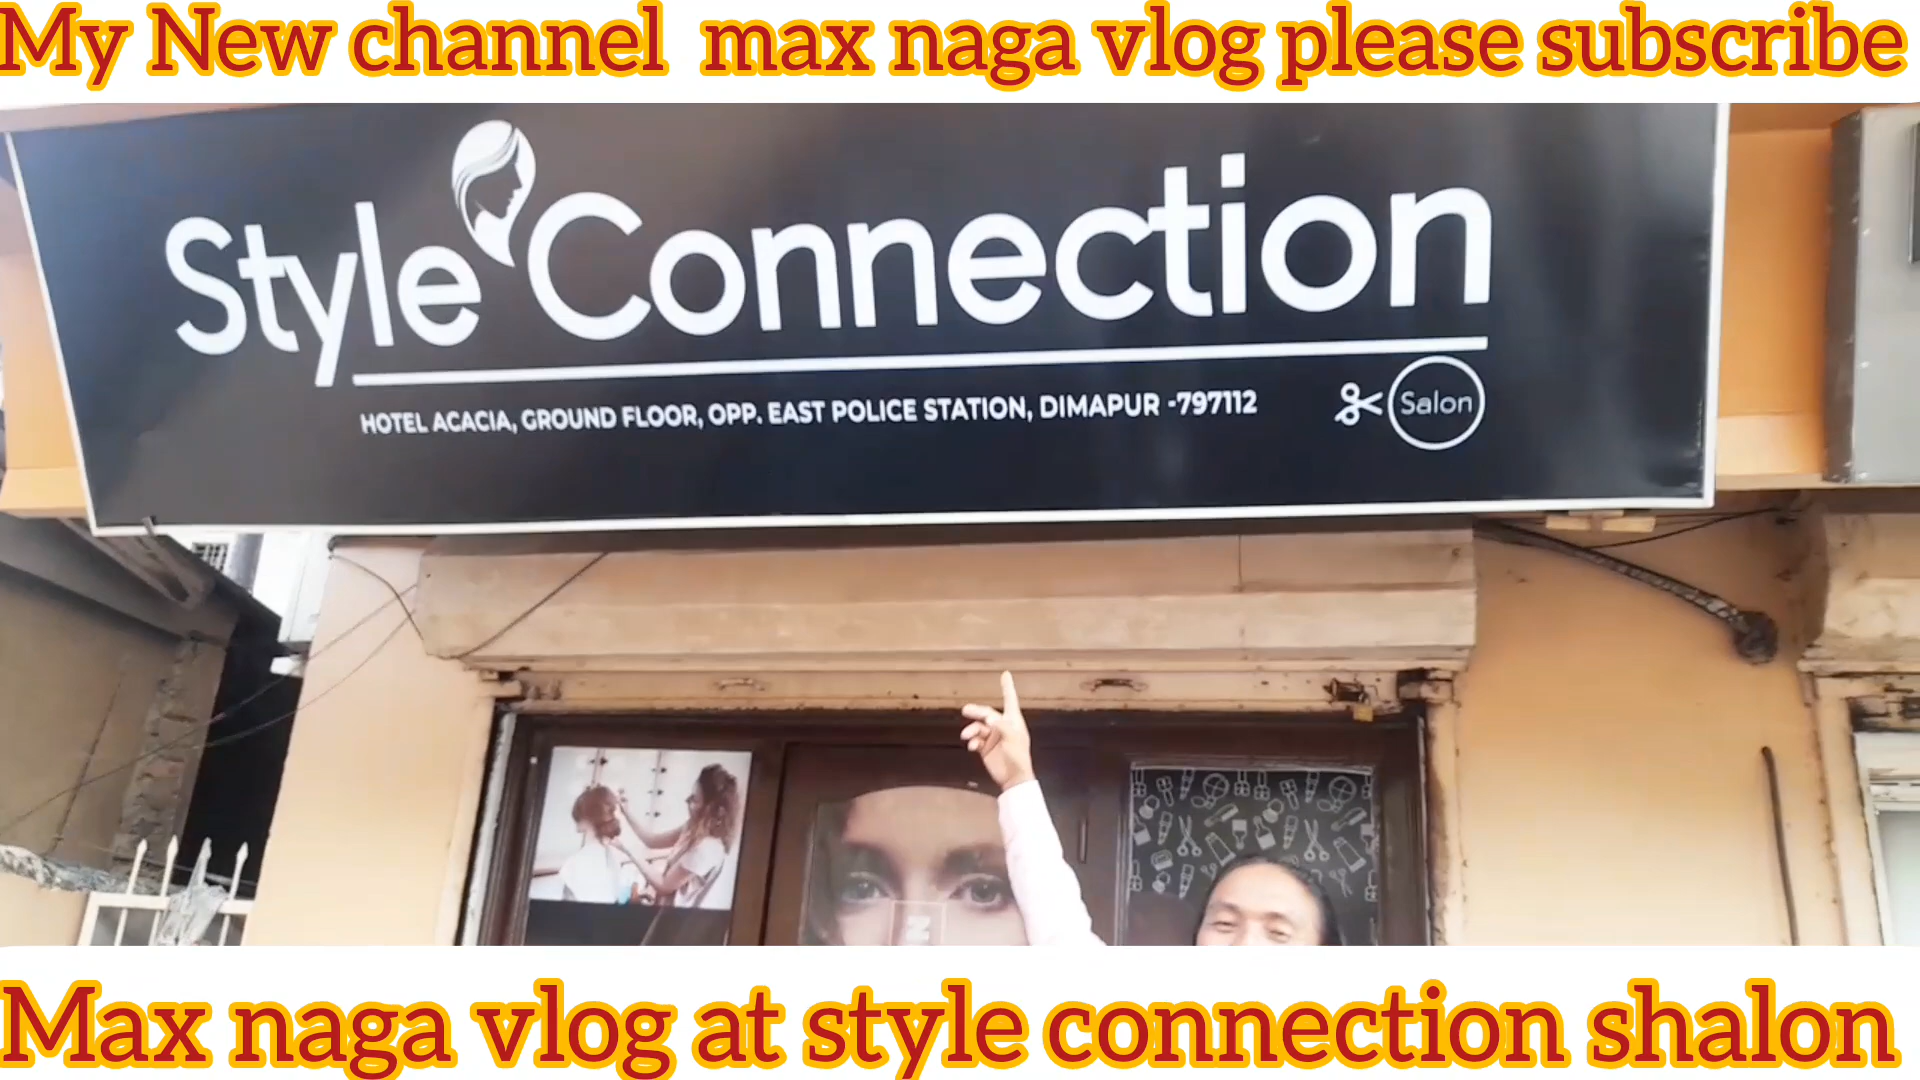 My New channel max naga vlog please subscribe
Style Connection
HOTEL ACACIA, GROUND FLOOR, OPP. EAST POLICE STATION, DIMAPUR -797112
Salon
Max naga vlog at style connection shalon